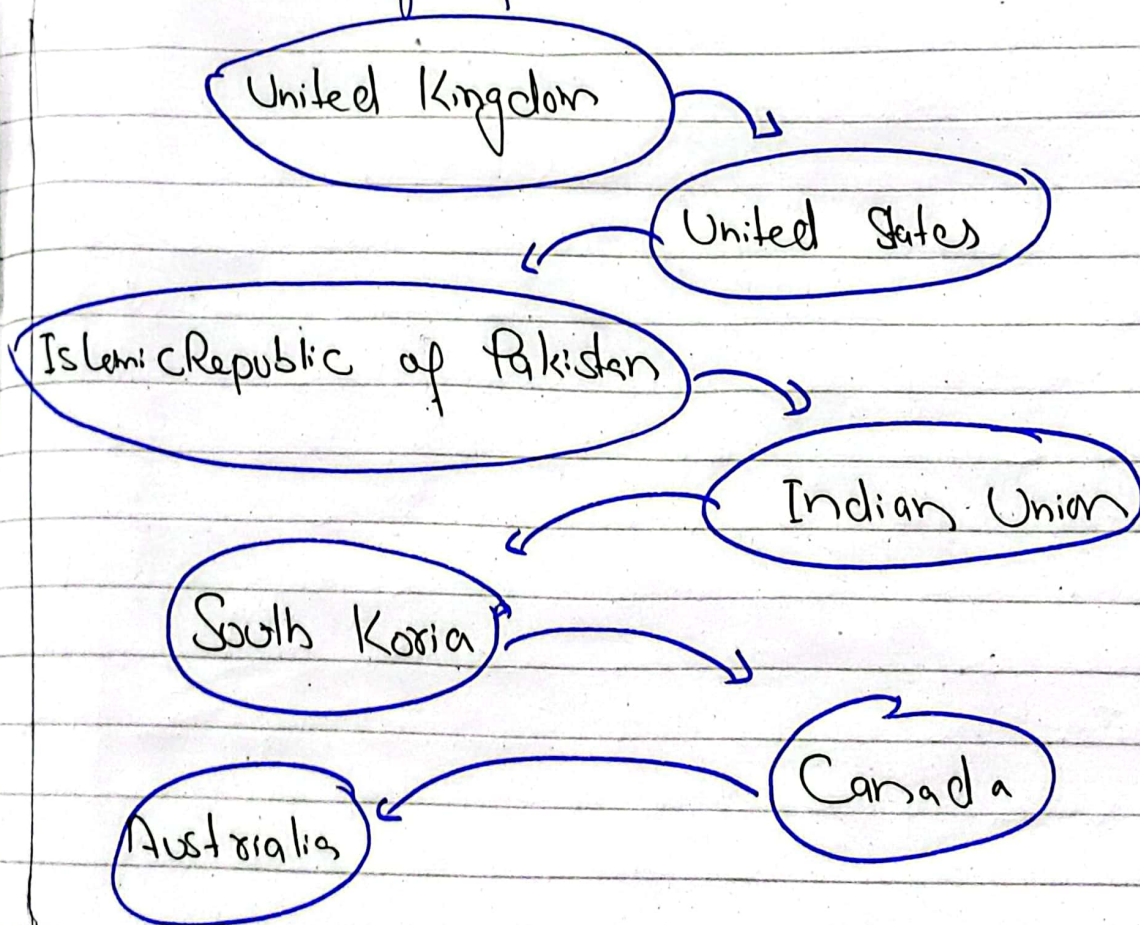 United Kingdom
United States
Islamic Republic of Pakistan
Indian Union
South Koria
Canada
Austrialia